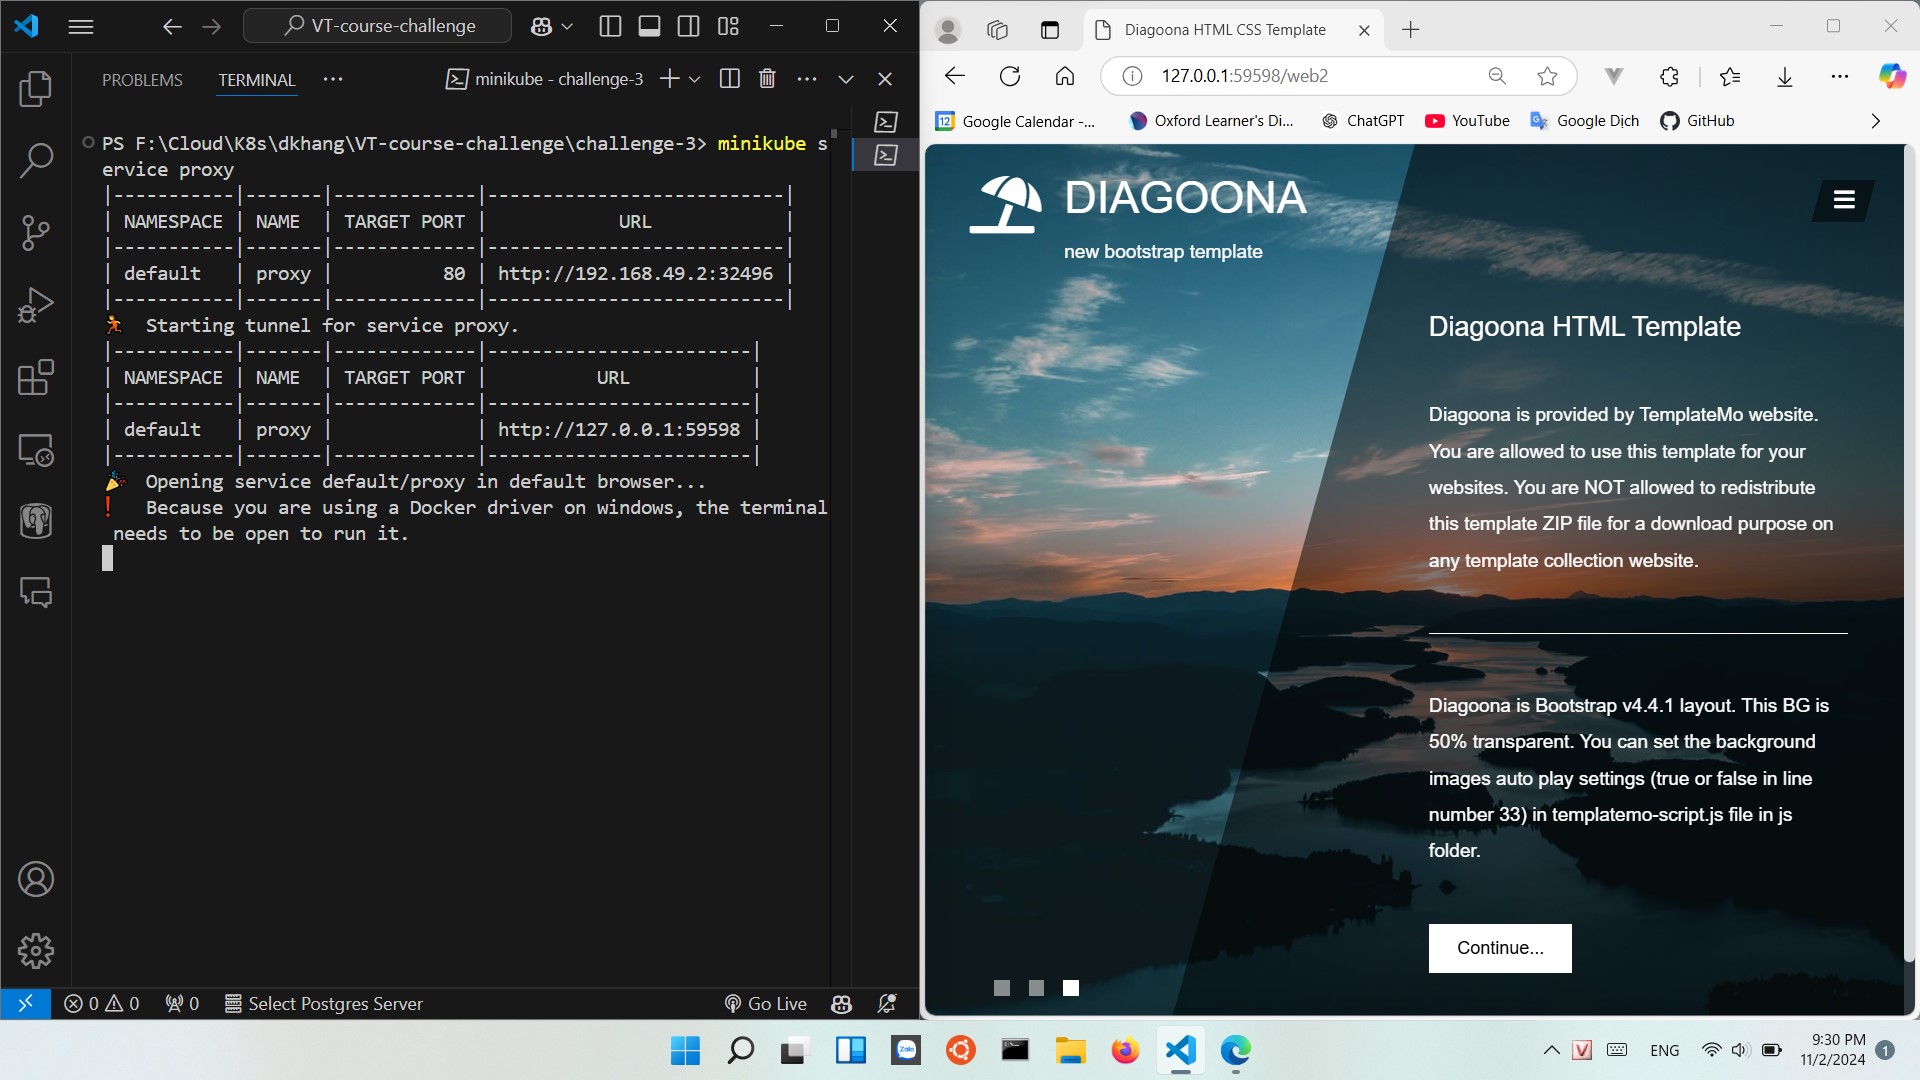 VT-course-challenge
PROBLEMS
TERMINAL
minikube - challenge-3
PS F:\Cloud\K8s\dkhang\VT-course-challenge\challenge-3> minikube s
ervice proxy
|-----------|-------|-------------|---------------------------|
| NAMESPACE | NAME  | TARGET PORT |            URL            |
|-----------|-------|-------------|---------------------------|
| default   | proxy |          80 | http://192.168.49.2:32496 |
|-----------|-------|-------------|---------------------------|
🏃  Starting tunnel for service proxy.
|-----------|-------|-------------|------------------------|
| NAMESPACE | NAME  | TARGET PORT |          URL           |
|-----------|-------|-------------|------------------------|
| default   | proxy |             | http://127.0.0.1:59598 |
|-----------|-------|-------------|------------------------|
🎉  Opening service default/proxy in default browser...
❗  Because you are using a Docker driver on windows, the terminal
needs to be open to run it.
0
0
0
Select Postgres Server
Go Live
Diagoona HTML CSS Template
127.0.0.1:59598/web2
12
Google Calendar -...
Oxford Learner's Di...
ChatGPT
YouTube
Google Dịch
GitHub
DIAGOONA
new bootstrap template
Diagoona HTML Template
Diagoona is provided by TemplateMo website.
You are allowed to use this template for your
websites. You are NOT allowed to redistribute
this template ZIP file for a download purpose on
any template collection website.
Diagoona is Bootstrap v4.4.1 layout. This BG is
50% transparent. You can set the background
images auto play settings (true or false in line
number 33) in templatemo-script.js file in js
folder.
Continue...
Zalo
V
ENG
9:30 PM
11/2/2024
1